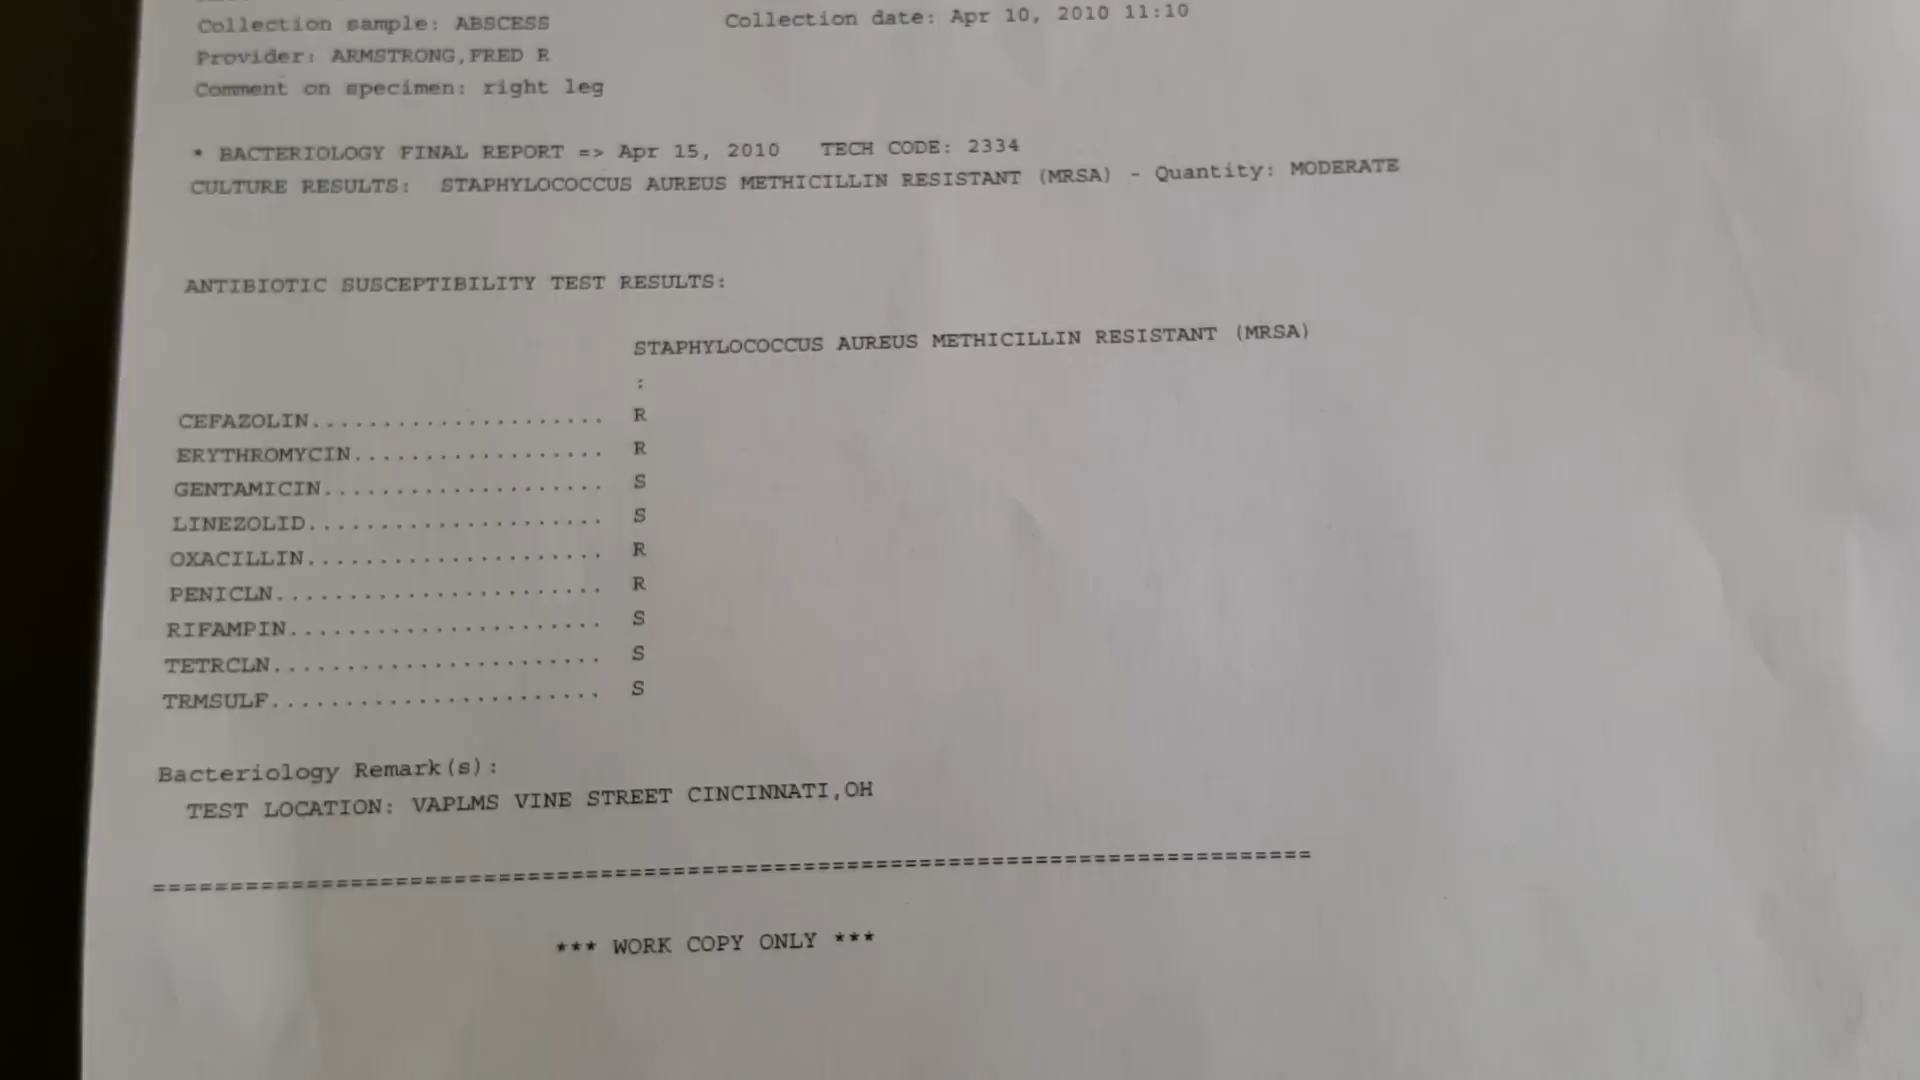 Collection sample: ABSCESS Collection date: Apr 10, 2010 11:10
Provider: ARMSTRONG,FRED R
Comment on specimen: right leg
* BACTERIOLOGY FINAL REPORT => Apr 15, 2010 TECH CODE: 2334
CULTURE RESULTS: STAPHYLOCOCCUS AUREUS METHICILLIN RESISTANT (MRSA) - Quantity: MODERATE
ANTIBIOTIC SUSCEPTIBILITY TEST RESULTS:
STAPHYLOCOCCUS AUREUS METHICILLIN RESISTANT (MRSA)
:
CEFAZOLIN..................... R
ERYTHROMYCIN.................. R
GENTAMICIN.................... S
LINEZOLID..................... S
OXACILLIN..................... R
PENICLN....................... R
RIFAMPIN...................... S
TETRCLN....................... S
TRMSULF....................... S
Bacteriology Remark(s):
TEST LOCATION: VAPLMS VINE STREET CINCINNATI,OH
===============================================================================
*** WORK COPY ONLY ***